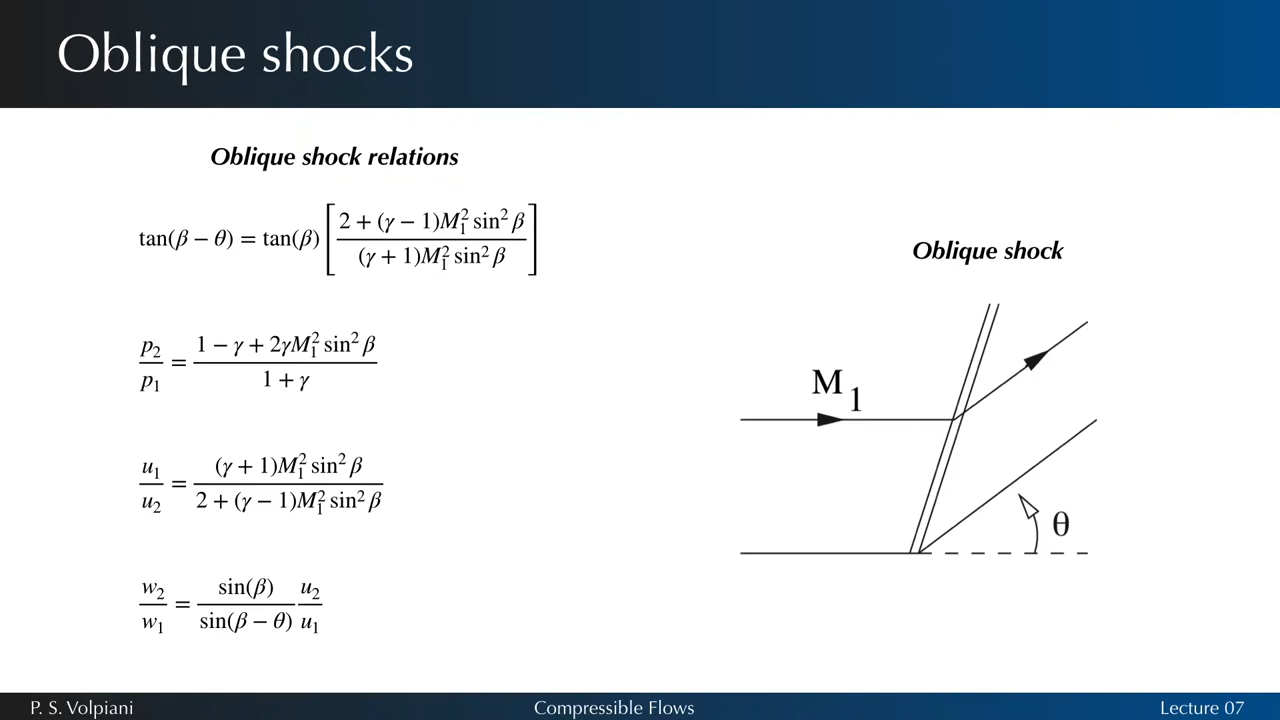 Oblique shocks
Oblique shock relations
tan(β − θ) = tan(β) [ (2 + (γ − 1)M₁² sin² β) / ((γ + 1)M₁² sin² β) ]
p₂/p₁ = (1 − γ + 2γM₁² sin² β) / (1 + γ)
u₁/u₂ = ((γ + 1)M₁² sin² β) / (2 + (γ − 1)M₁² sin² β)
w₂/w₁ = (sin(β) / sin(β − θ)) (u₂/u₁)
Oblique shock
M₁
θ
P. S. Volpiani
Compressible Flows
Lecture 07